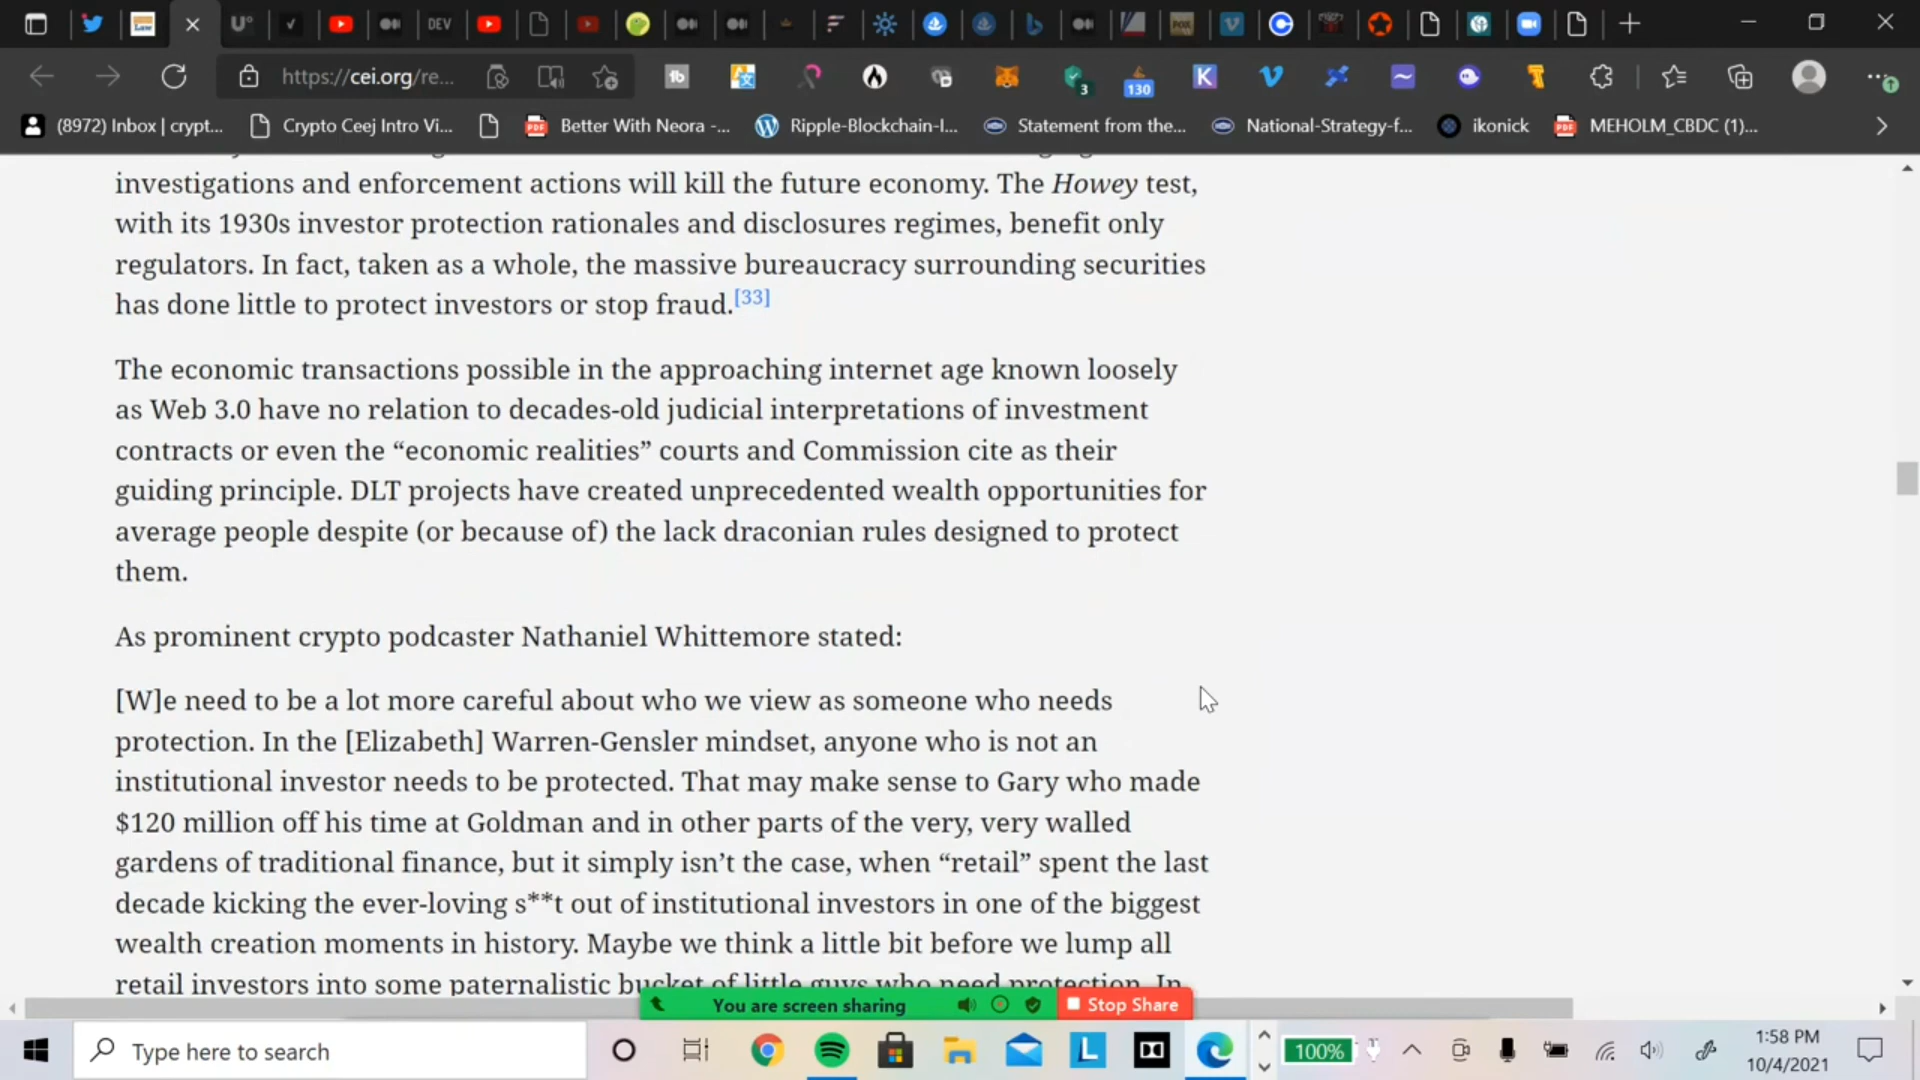 DEV
https://cei.org/re...
3
130
(8972) Inbox | crypt...
Crypto Ceej Intro Vi...
Better With Neora -...
Ripple-Blockchain-I...
Statement from the...
National-Strategy-f...
ikonick
MEHOLM_CBDC (1)...
investigations and enforcement actions will kill the future economy. The Howey test,
with its 1930s investor protection rationales and disclosures regimes, benefit only
regulators. In fact, taken as a whole, the massive bureaucracy surrounding securities
has done little to protect investors or stop fraud.[33]
The economic transactions possible in the approaching internet age known loosely
as Web 3.0 have no relation to decades-old judicial interpretations of investment
contracts or even the “economic realities” courts and Commission cite as their
guiding principle. DLT projects have created unprecedented wealth opportunities for
average people despite (or because of) the lack draconian rules designed to protect
them.
As prominent crypto podcaster Nathaniel Whittemore stated:
[W]e need to be a lot more careful about who we view as someone who needs
protection. In the [Elizabeth] Warren-Gensler mindset, anyone who is not an
institutional investor needs to be protected. That may make sense to Gary who made
$120 million off his time at Goldman and in other parts of the very, very walled
gardens of traditional finance, but it simply isn’t the case, when “retail” spent the last
decade kicking the ever-loving s**t out of institutional investors in one of the biggest
wealth creation moments in history. Maybe we think a little bit before we lump all
retail investors into some paternalistic bucket of little guys who need protection. In
You are screen sharing
Stop Share
Type here to search
100%
1:58 PM
10/4/2021